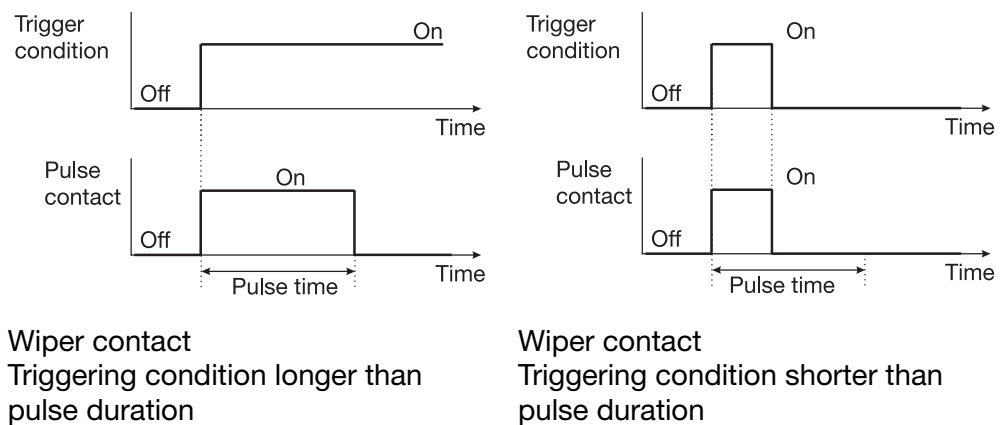 Trigger
condition
On
Off
Time
Pulse
contact
On
Off
Time
Pulse time
Wiper contact
Triggering condition longer than
pulse duration
Trigger
condition
On
Off
Time
Pulse
contact
On
Off
Time
Pulse time
Wiper contact
Triggering condition shorter than
pulse duration